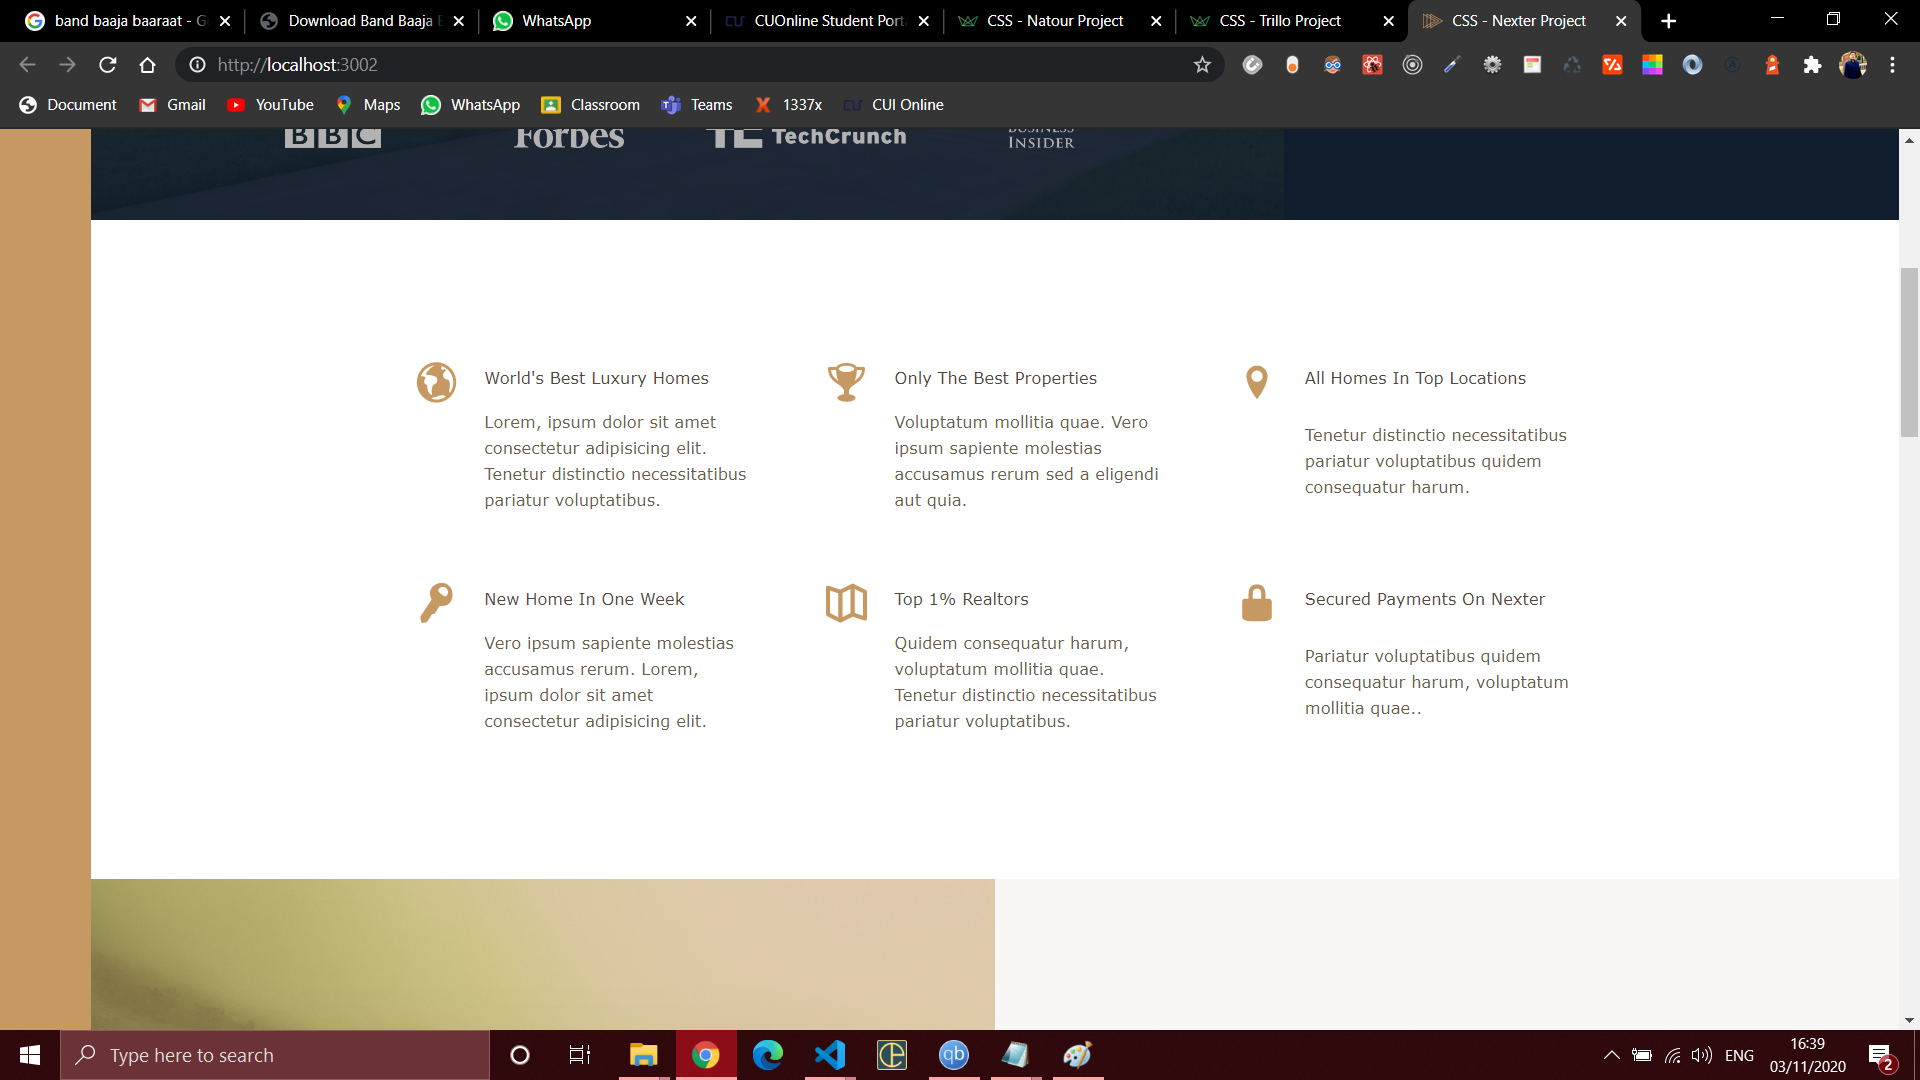 band baaja baaraat - G
Download Band Baaja
WhatsApp
CUOnline Student Port
CSS - Natour Project
CSS - Trillo Project
CSS - Nexter Project
http://localhost:3002
Document
Gmail
YouTube
Maps
WhatsApp
Classroom
Teams
1337x
CUI Online
BBC
Forbes
TechCrunch
BUSINESS
INSIDER
World's Best Luxury Homes
Lorem, ipsum dolor sit amet
consectetur adipisicing elit.
Tenetur distinctio necessitatibus
pariatur voluptatibus.
Only The Best Properties
Voluptatum mollitia quae. Vero
ipsum sapiente molestias
accusamus rerum sed a eligendi
aut quia.
All Homes In Top Locations
Tenetur distinctio necessitatibus
pariatur voluptatibus quidem
consequatur harum.
New Home In One Week
Vero ipsum sapiente molestias
accusamus rerum. Lorem,
ipsum dolor sit amet
consectetur adipisicing elit.
Top 1% Realtors
Quidem consequatur harum,
voluptatum mollitia quae.
Tenetur distinctio necessitatibus
pariatur voluptatibus.
Secured Payments On Nexter
Pariatur voluptatibus quidem
consequatur harum, voluptatum
mollitia quae..
Type here to search
qb
ENG
16:39
03/11/2020
2